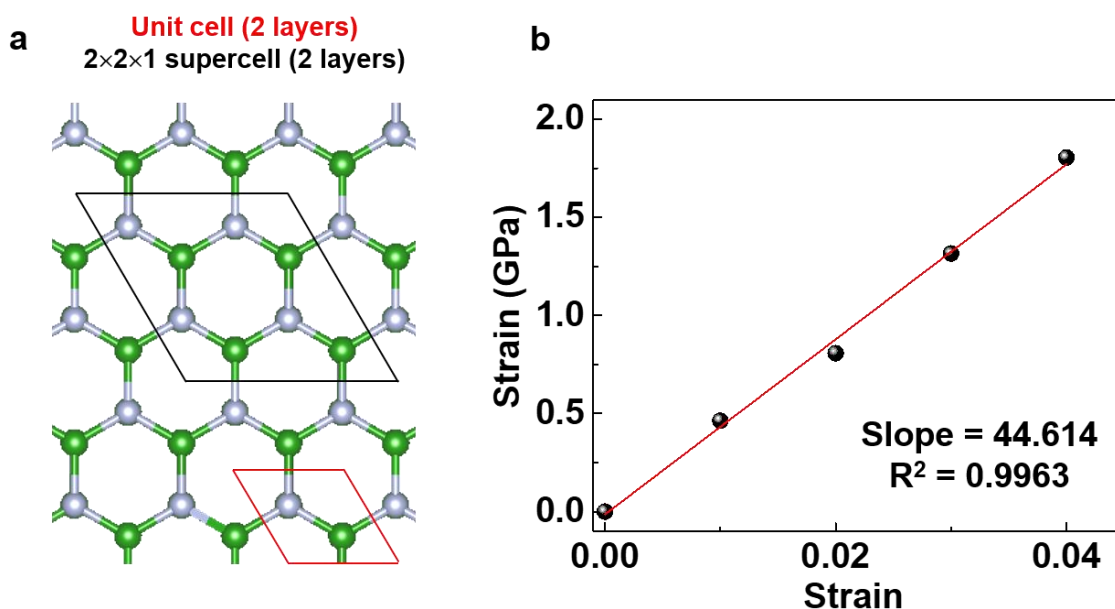 a
Unit cell (2 layers)
2×2×1 supercell (2 layers)
b
Strain (GPa)
2.0
1.5
1.0
0.5
0.0
Slope = 44.614
R² = 0.9963
0.00 0.02 0.04
Strain